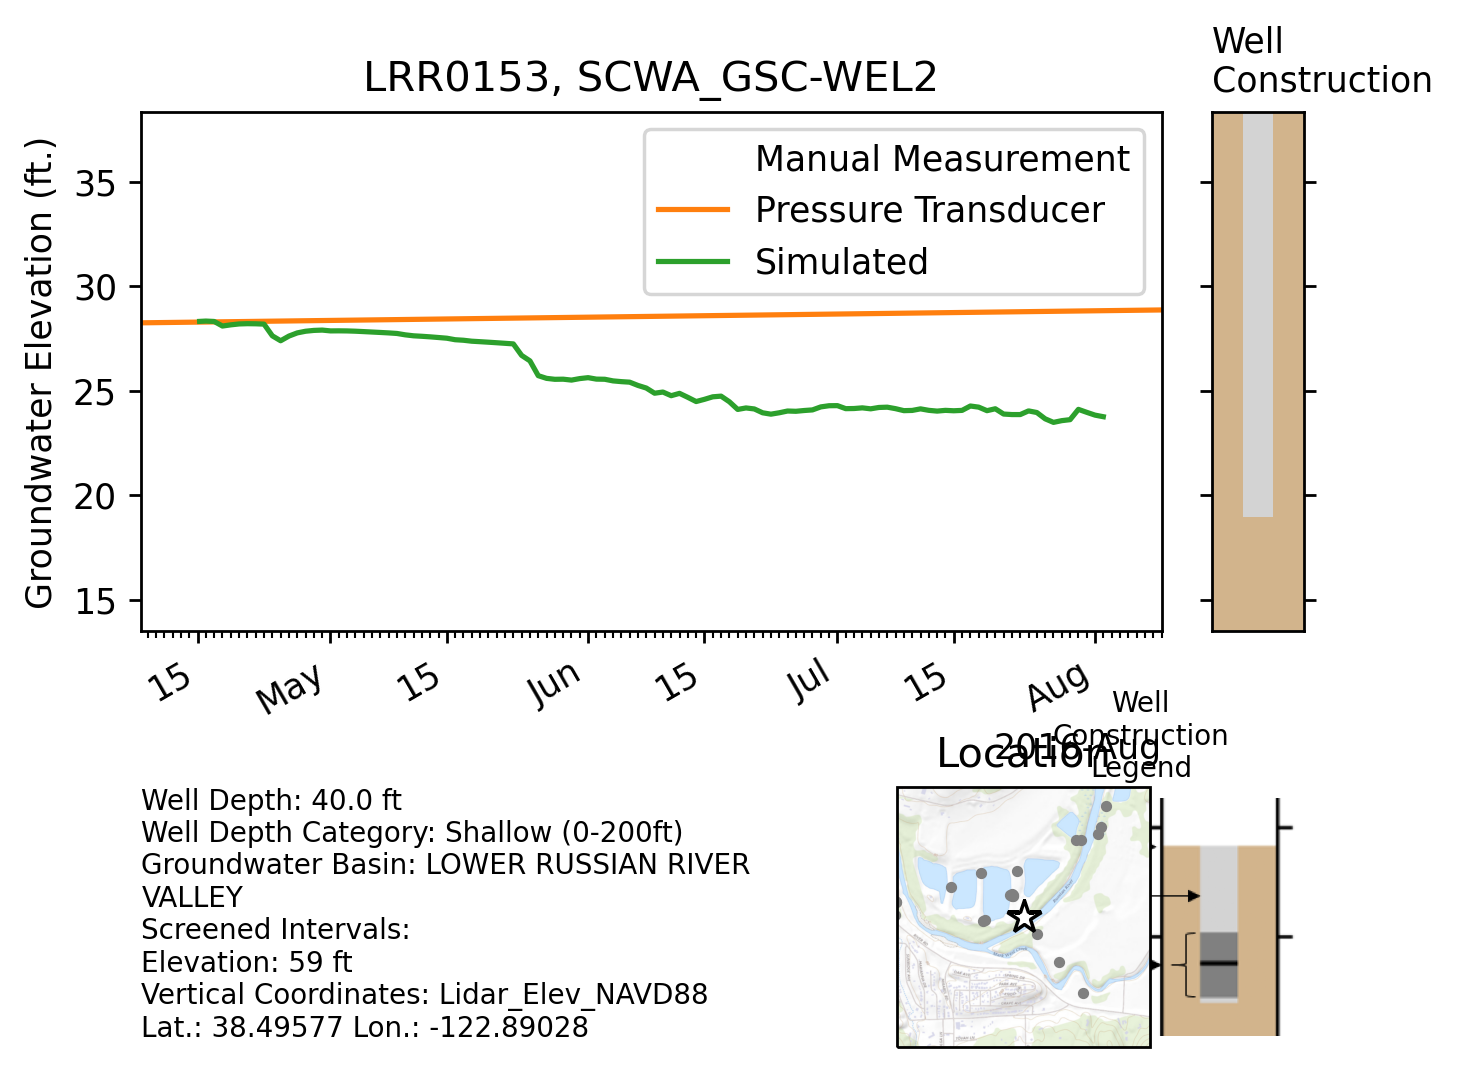 Well
Construction
LRR0153, SCWA_GSC-WEL2
Groundwater Elevation (ft.)
35
30
25
20
15
Manual Measurement
Pressure Transducer
Simulated
15
May
15
Jun
15
Jul
15
Aug
2016-Aug
Well
Construction
Legend
Location
Well Depth: 40.0 ft
Well Depth Category: Shallow (0-200ft)
Groundwater Basin: LOWER RUSSIAN RIVER
VALLEY
Screened Intervals:
Elevation: 59 ft
Vertical Coordinates: Lidar_Elev_NAVD88
Lat.: 38.49577 Lon.: -122.89028